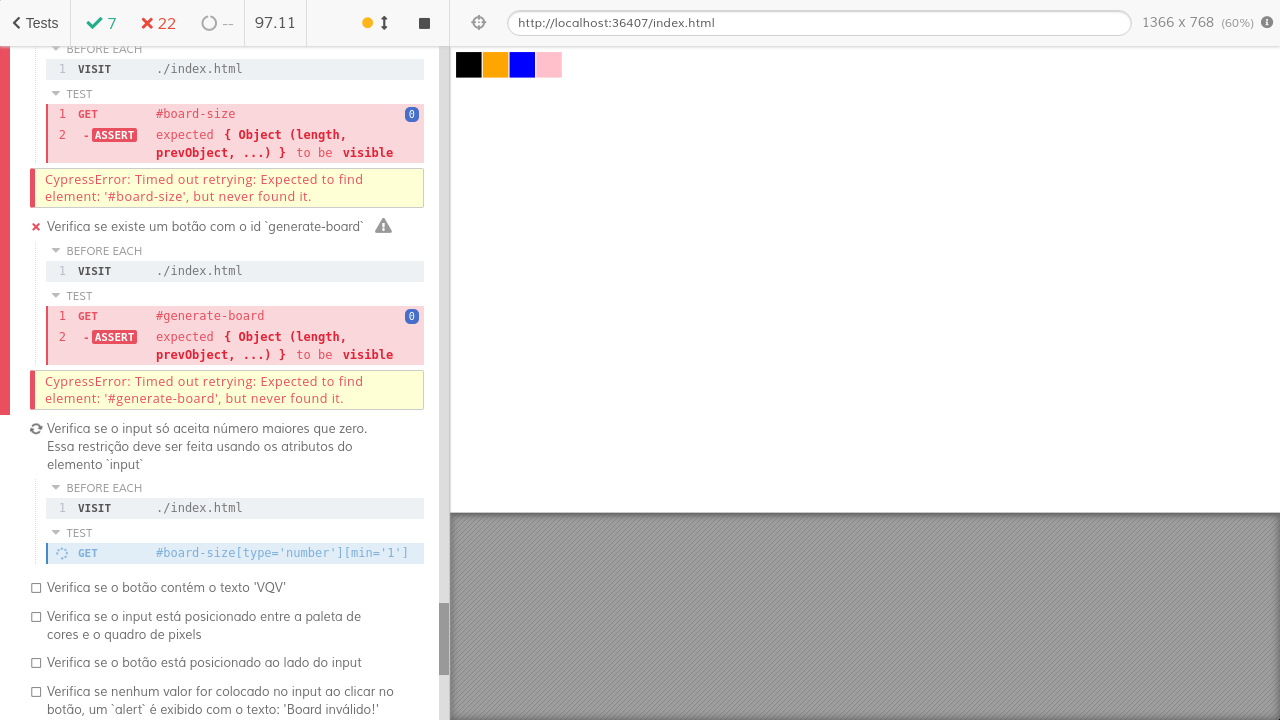 Tests 7 22 -- 97.11 http://localhost:36407/index.html 1366 x 768 (60%)
BEFORE EACH
1 VISIT ./index.html
TEST
1 GET #board-size 0
2 -ASSERT expected { Object (length,
prevObject, ...) } to be visible
CypressError: Timed out retrying: Expected to find
element: '#board-size', but never found it.
Verifica se existe um botão com o id `generate-board`
BEFORE EACH
1 VISIT ./index.html
TEST
1 GET #generate-board 0
2 -ASSERT expected { Object (length,
prevObject, ...) } to be visible
CypressError: Timed out retrying: Expected to find
element: '#generate-board', but never found it.
Verifica se o input só aceita número maiores que zero.
Essa restrição deve ser feita usando os atributos do
elemento `input`
BEFORE EACH
1 VISIT ./index.html
TEST
GET #board-size[type='number'][min='1']
Verifica se o botão contém o texto 'VQV'
Verifica se o input está posicionado entre a paleta de
cores e o quadro de pixels
Verifica se o botão está posicionado ao lado do input
Verifica se nenhum valor for colocado no input ao clicar no
botão, um `alert` é exibido com o texto: 'Board inválido!'